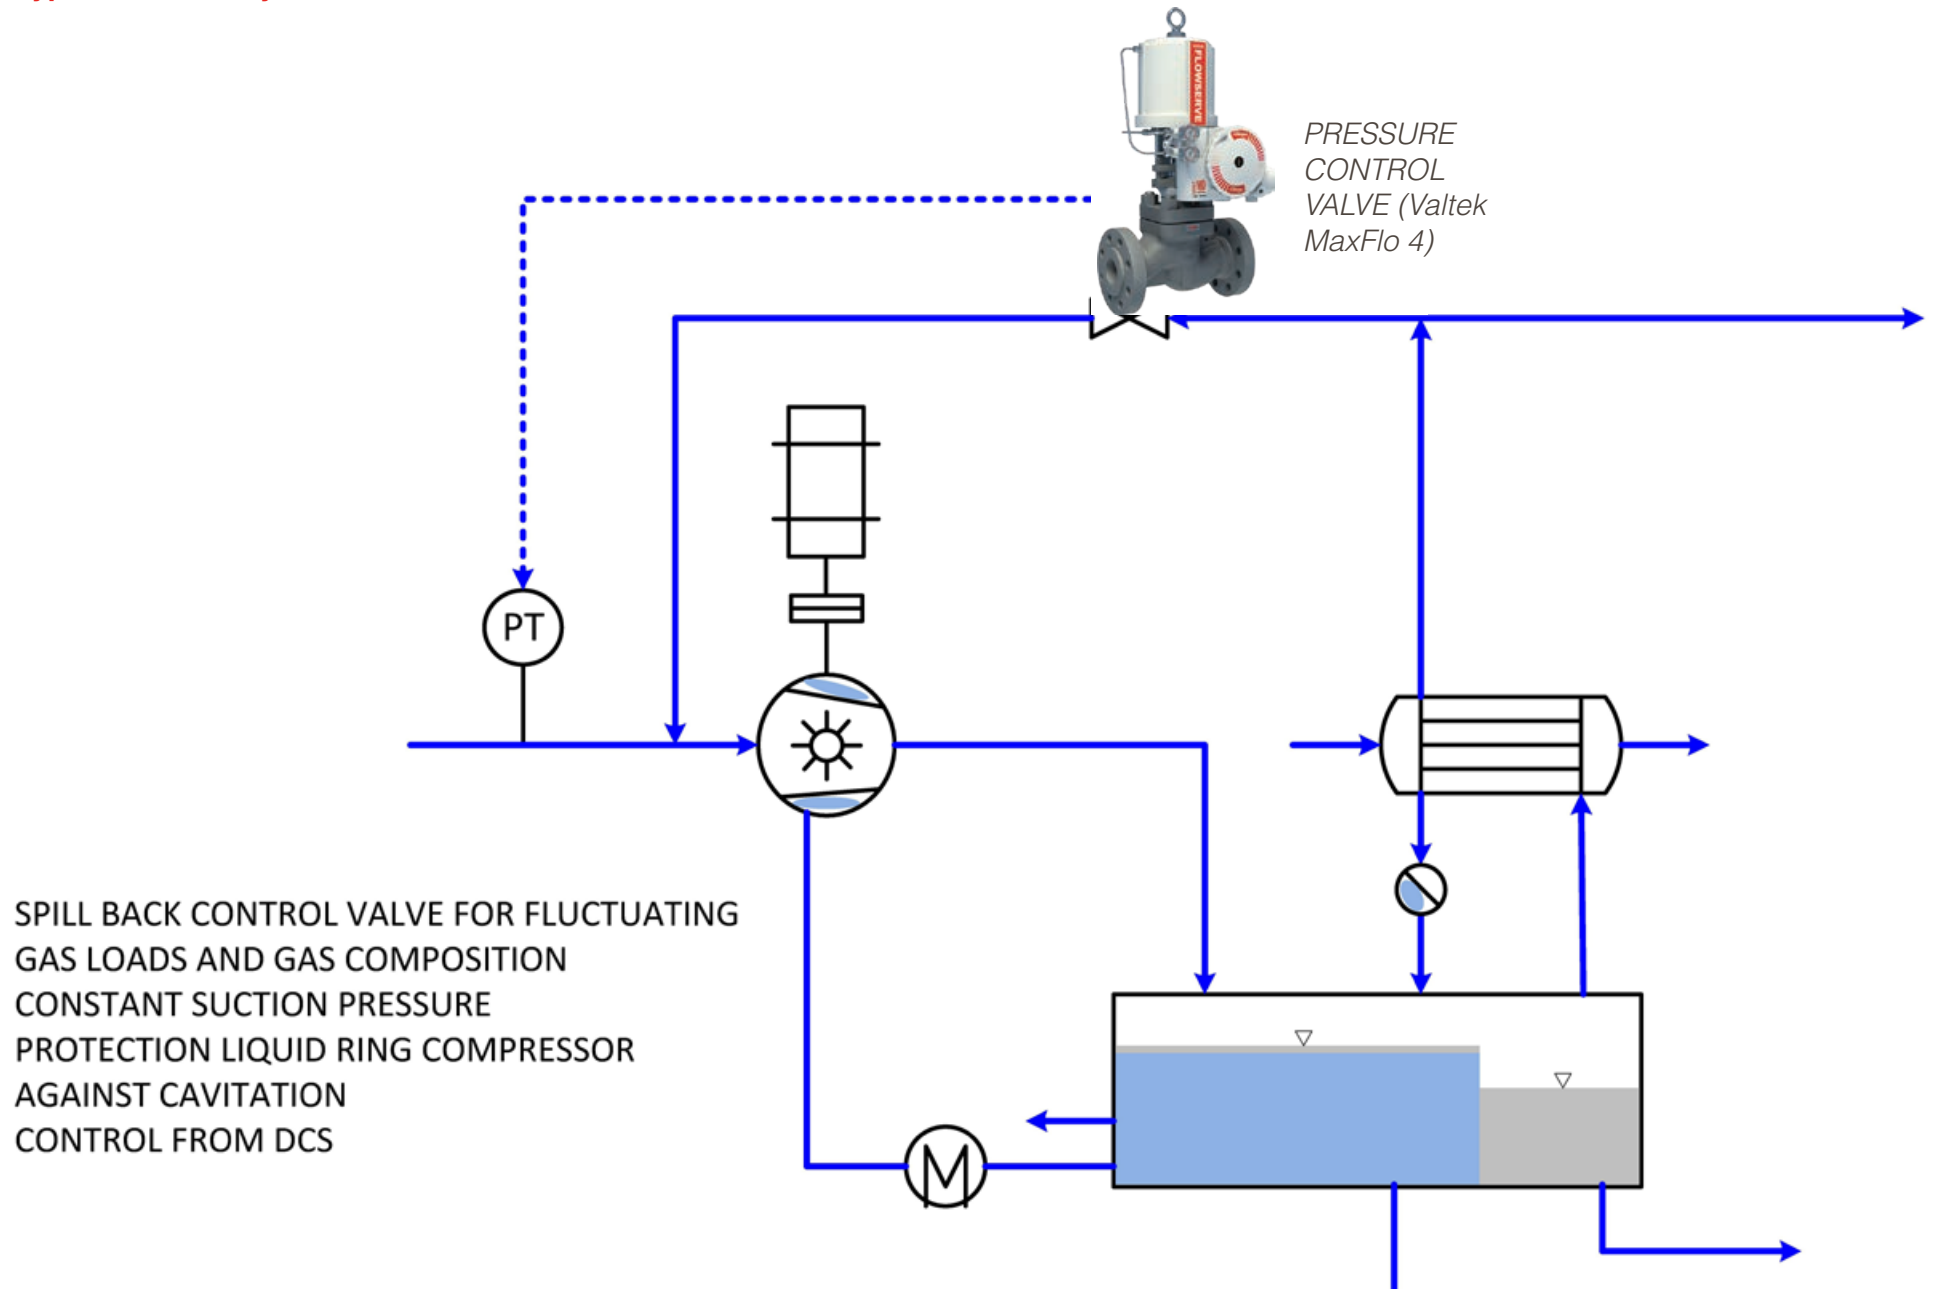 FLOWSERVE
PRESSURE
CONTROL
VALVE (Valtek
MaxFlo 4)
PT
M
SPILL BACK CONTROL VALVE FOR FLUCTUATING
GAS LOADS AND GAS COMPOSITION
CONSTANT SUCTION PRESSURE
PROTECTION LIQUID RING COMPRESSOR
AGAINST CAVITATION
CONTROL FROM DCS